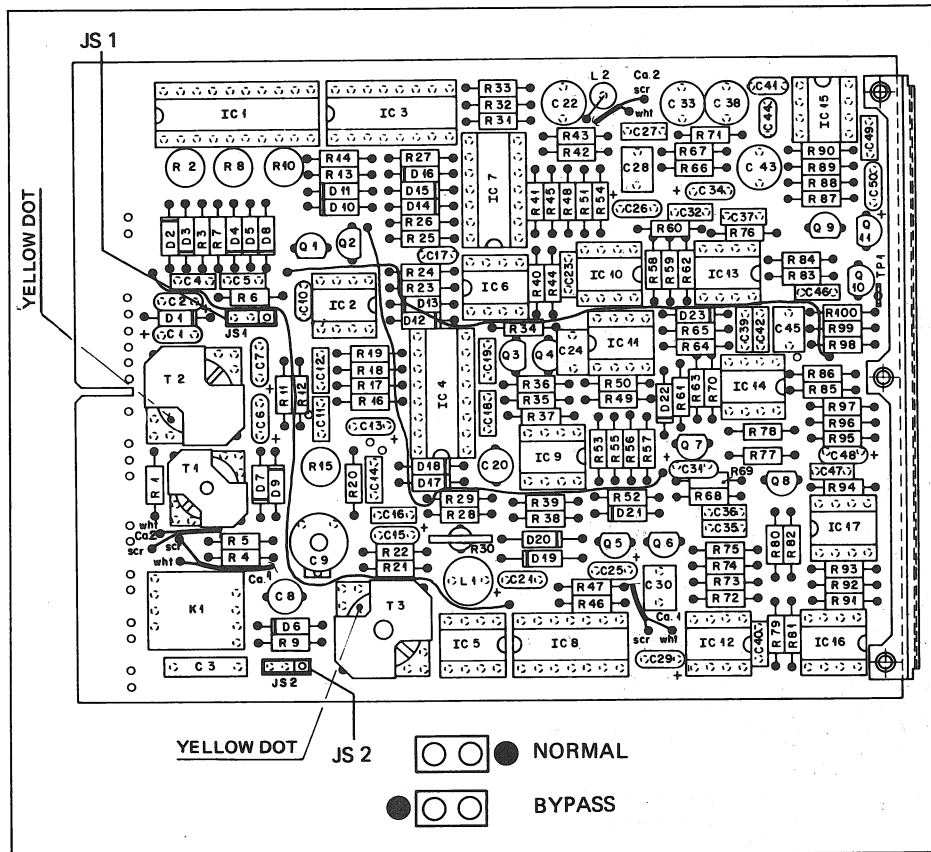 JS 1
YELLOW DOT
IC 1
IC 3
R 33
R 32
R 31
L 2
Ca. 2
scr
wht
C 22
C 33
C 38
C 41
C 44
IC 15
C 49
R 43
R 42
C 27
R 71
R 67
R 66
C 28
C 43
R 90
R 89
R 88
R 87
C 50
R 2
R 8
R 10
R 14
R 13
D 11
D 10
R 27
D 16
D 15
D 14
R 26
R 25
IC 7
R 41
R 45
R 48
R 51
R 54
C 34
C 26
C 32
C 37
R 60
R 76
Q 9
Q 11
D 2
D 3
R 3
R 7
D 4
D 5
D 8
Q 1
Q 2
C 17
C 4
C 5
R 6
C 2
D 1
C 1
JS 1
C 10
IC 2
R 24
R 23
D 13
D 12
IC 6
R 40
R 44
C 23
IC 10
R 58
R 59
R 62
IC 13
R 84
R 83
C 46
Q 10
TP 1
R 34
Q 3
Q 4
C 24
IC 11
D 23
R 65
R 64
C 39
C 42
C 45
R100
R 99
R 98
T 2
C 7
C 6
R 11
R 12
C 12
C 11
R 19
R 18
R 17
R 16
C 13
IC 4
C 19
C 18
R 36
R 35
R 37
R 50
R 49
D 22
R 61
R 63
R 70
IC 14
R 86
R 85
R 97
R 96
R 95
C 48
R 78
R 77
T 1
R 1
D 7
D 9
R 15
R 20
C 14
D 18
D 17
C 20
IC 9
R 53
R 55
R 56
R 57
Q 7
C 31
R 69
R 68
Q 8
C 47
R 94
wht
Ca.2
scr
scr
wht
R 5
R 4
Ca. 1
C 9
C 16
C 15
R 22
R 21
R 29
R 28
R 30
R 39
R 38
D 20
D 19
R 52
D 21
Q 5
Q 6
C 36
C 35
R 75
R 74
R 73
R 72
R 80
R 82
IC 17
R 93
R 92
R 91
K 1
C 8
D 6
R 9
T 3
L 1
C 21
C 25
R 47
R 46
C 30
Ca. 1
scr
wht
C 3
JS 2
IC 5
IC 8
C 29
IC 12
C 40
R 79
R 81
IC 16
YELLOW DOT
JS 2
NORMAL
BYPASS